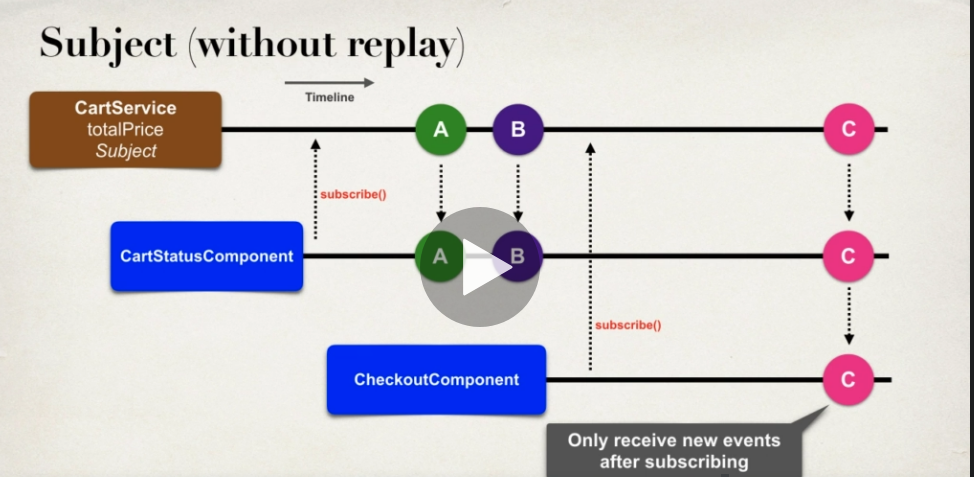 Subject (without replay)
Timeline
CartService
totalPrice
Subject
A
B
C
subscribe()
CartStatusComponent
A
B
C
subscribe()
CheckoutComponent
C
Only receive new events
after subscribing